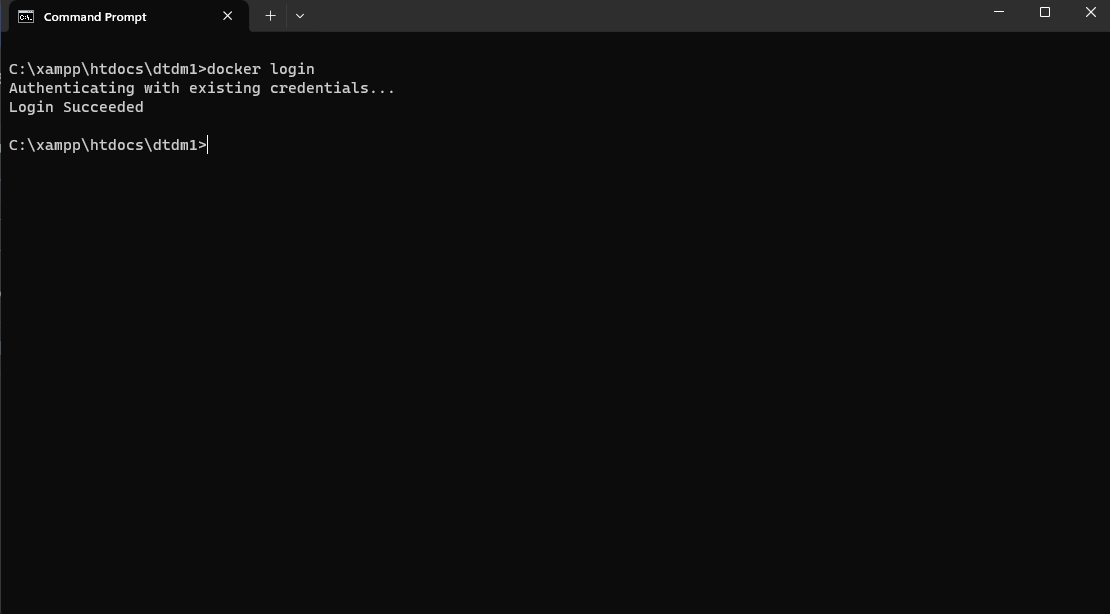 Command Prompt
C:\xampp\htdocs\dtdm1>docker login
Authenticating with existing credentials...
Login Succeeded
C:\xampp\htdocs\dtdm1>